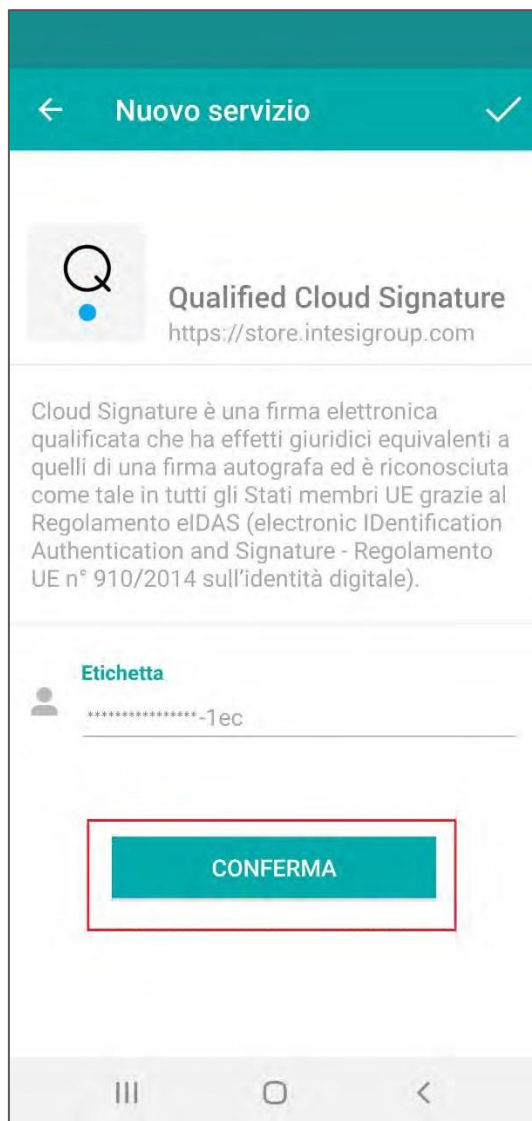 Nuovo servizio
Q
Qualified Cloud Signature
https://store.intesigroup.com
Cloud Signature è una firma elettronica
qualificata che ha effetti giuridici equivalenti a
quelli di una firma autografa ed è riconosciuta
come tale in tutti gli Stati membri UE grazie al
Regolamento eIDAS (electronic IDentification
Authentication and Signature - Regolamento
UE n° 910/2014 sull'identità digitale).
Etichetta
****************-1ec
CONFERMA